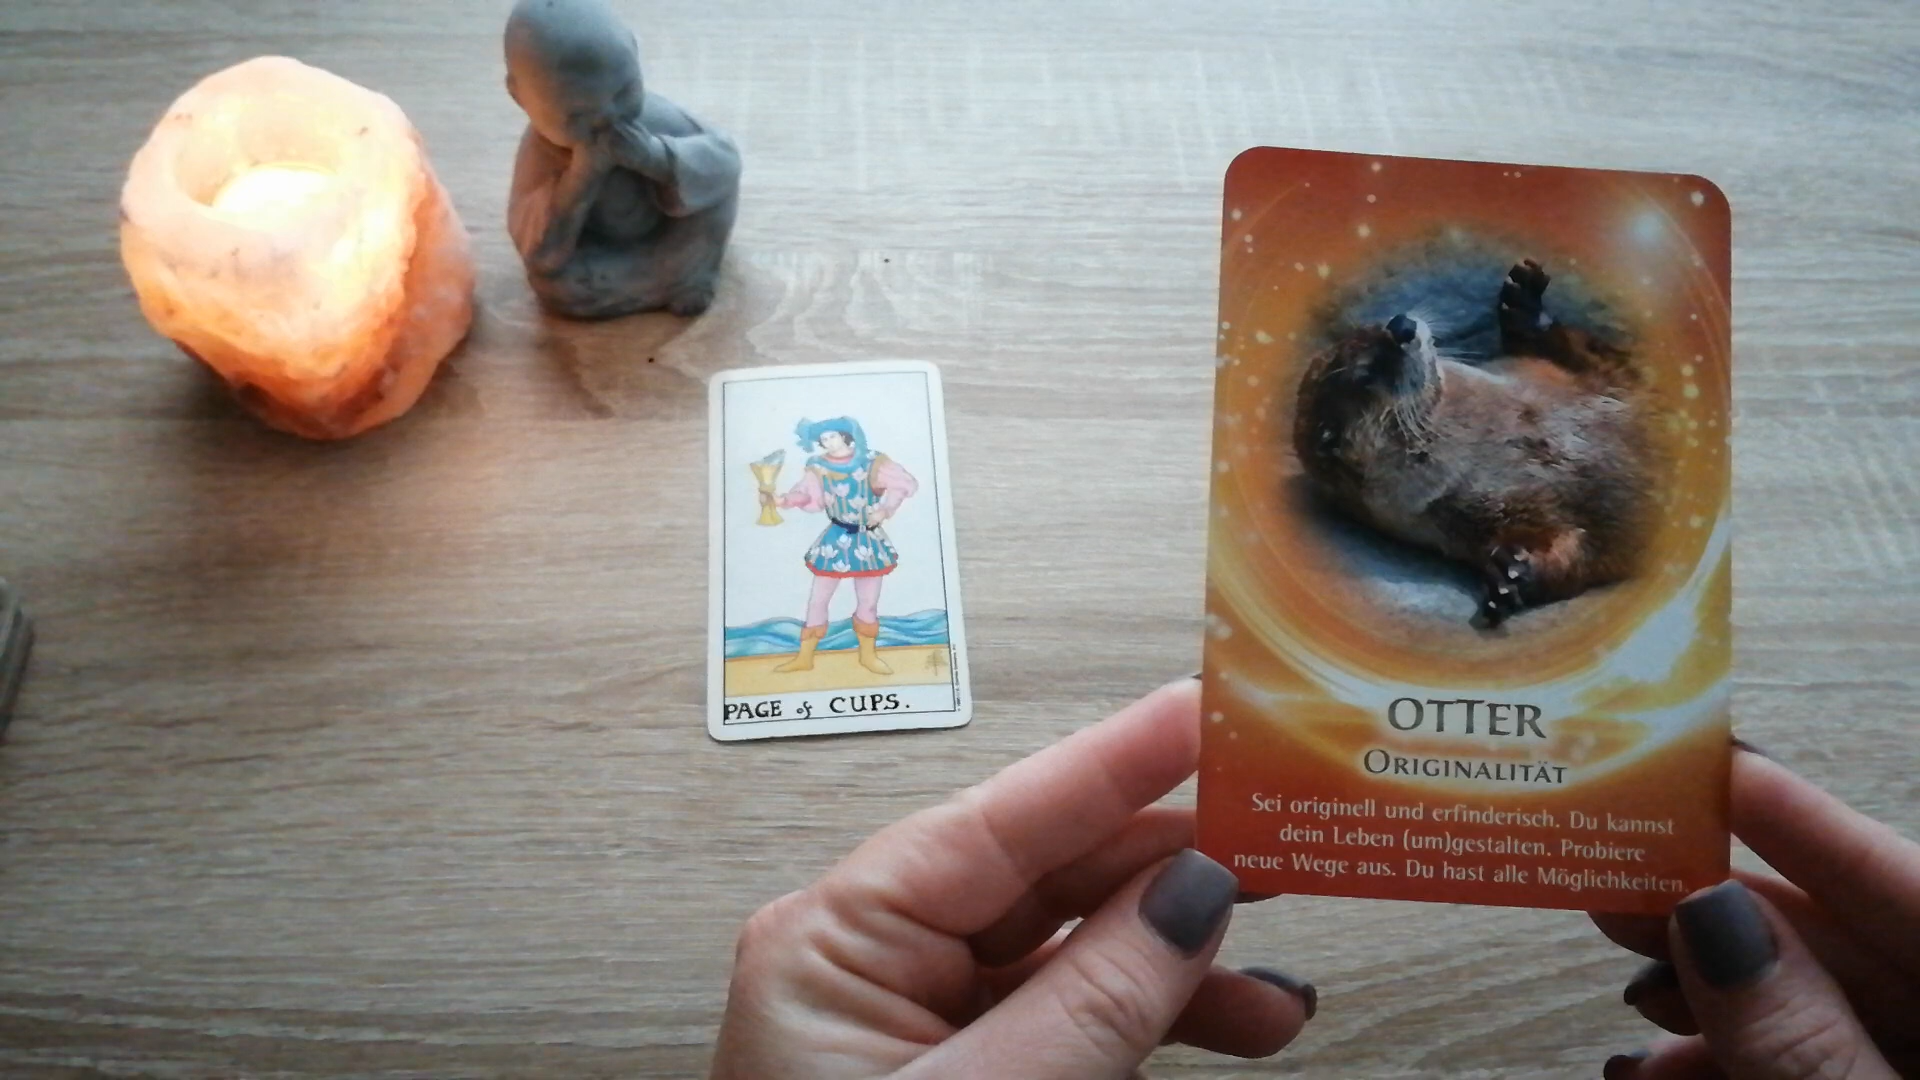 PAGE of CUPS.
OTTER
ORIGINALITÄT
Sei originell und erfinderisch. Du kannst
dein Leben (um)gestalten. Probiere
neue Wege aus. Du hast alle Möglichkeiten.